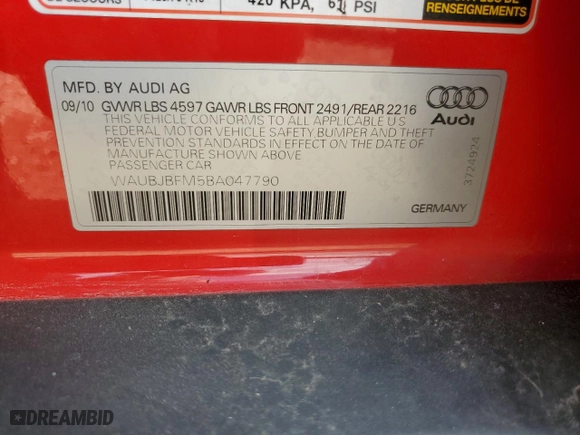 420 KPA, 61 PSI
RENSEIGNEMENTS
MFD. BY AUDI AG
09/10 GVWR LBS 4597 GAWR LBS FRONT 2491/REAR 2216
THIS VEHICLE CONFORMS TO ALL APPLICABLE U.S.
FEDERAL MOTOR VEHICLE SAFETY,BUMPER AND THEFT
PREVENTION STANDARDS IN EFFECT ON THE DATE OF
MANUFACTURE SHOWN ABOVE
PASSENGER CAR
WAUBJBFM5BA047790
Audi
3724924
GERMANY
DREAMBID